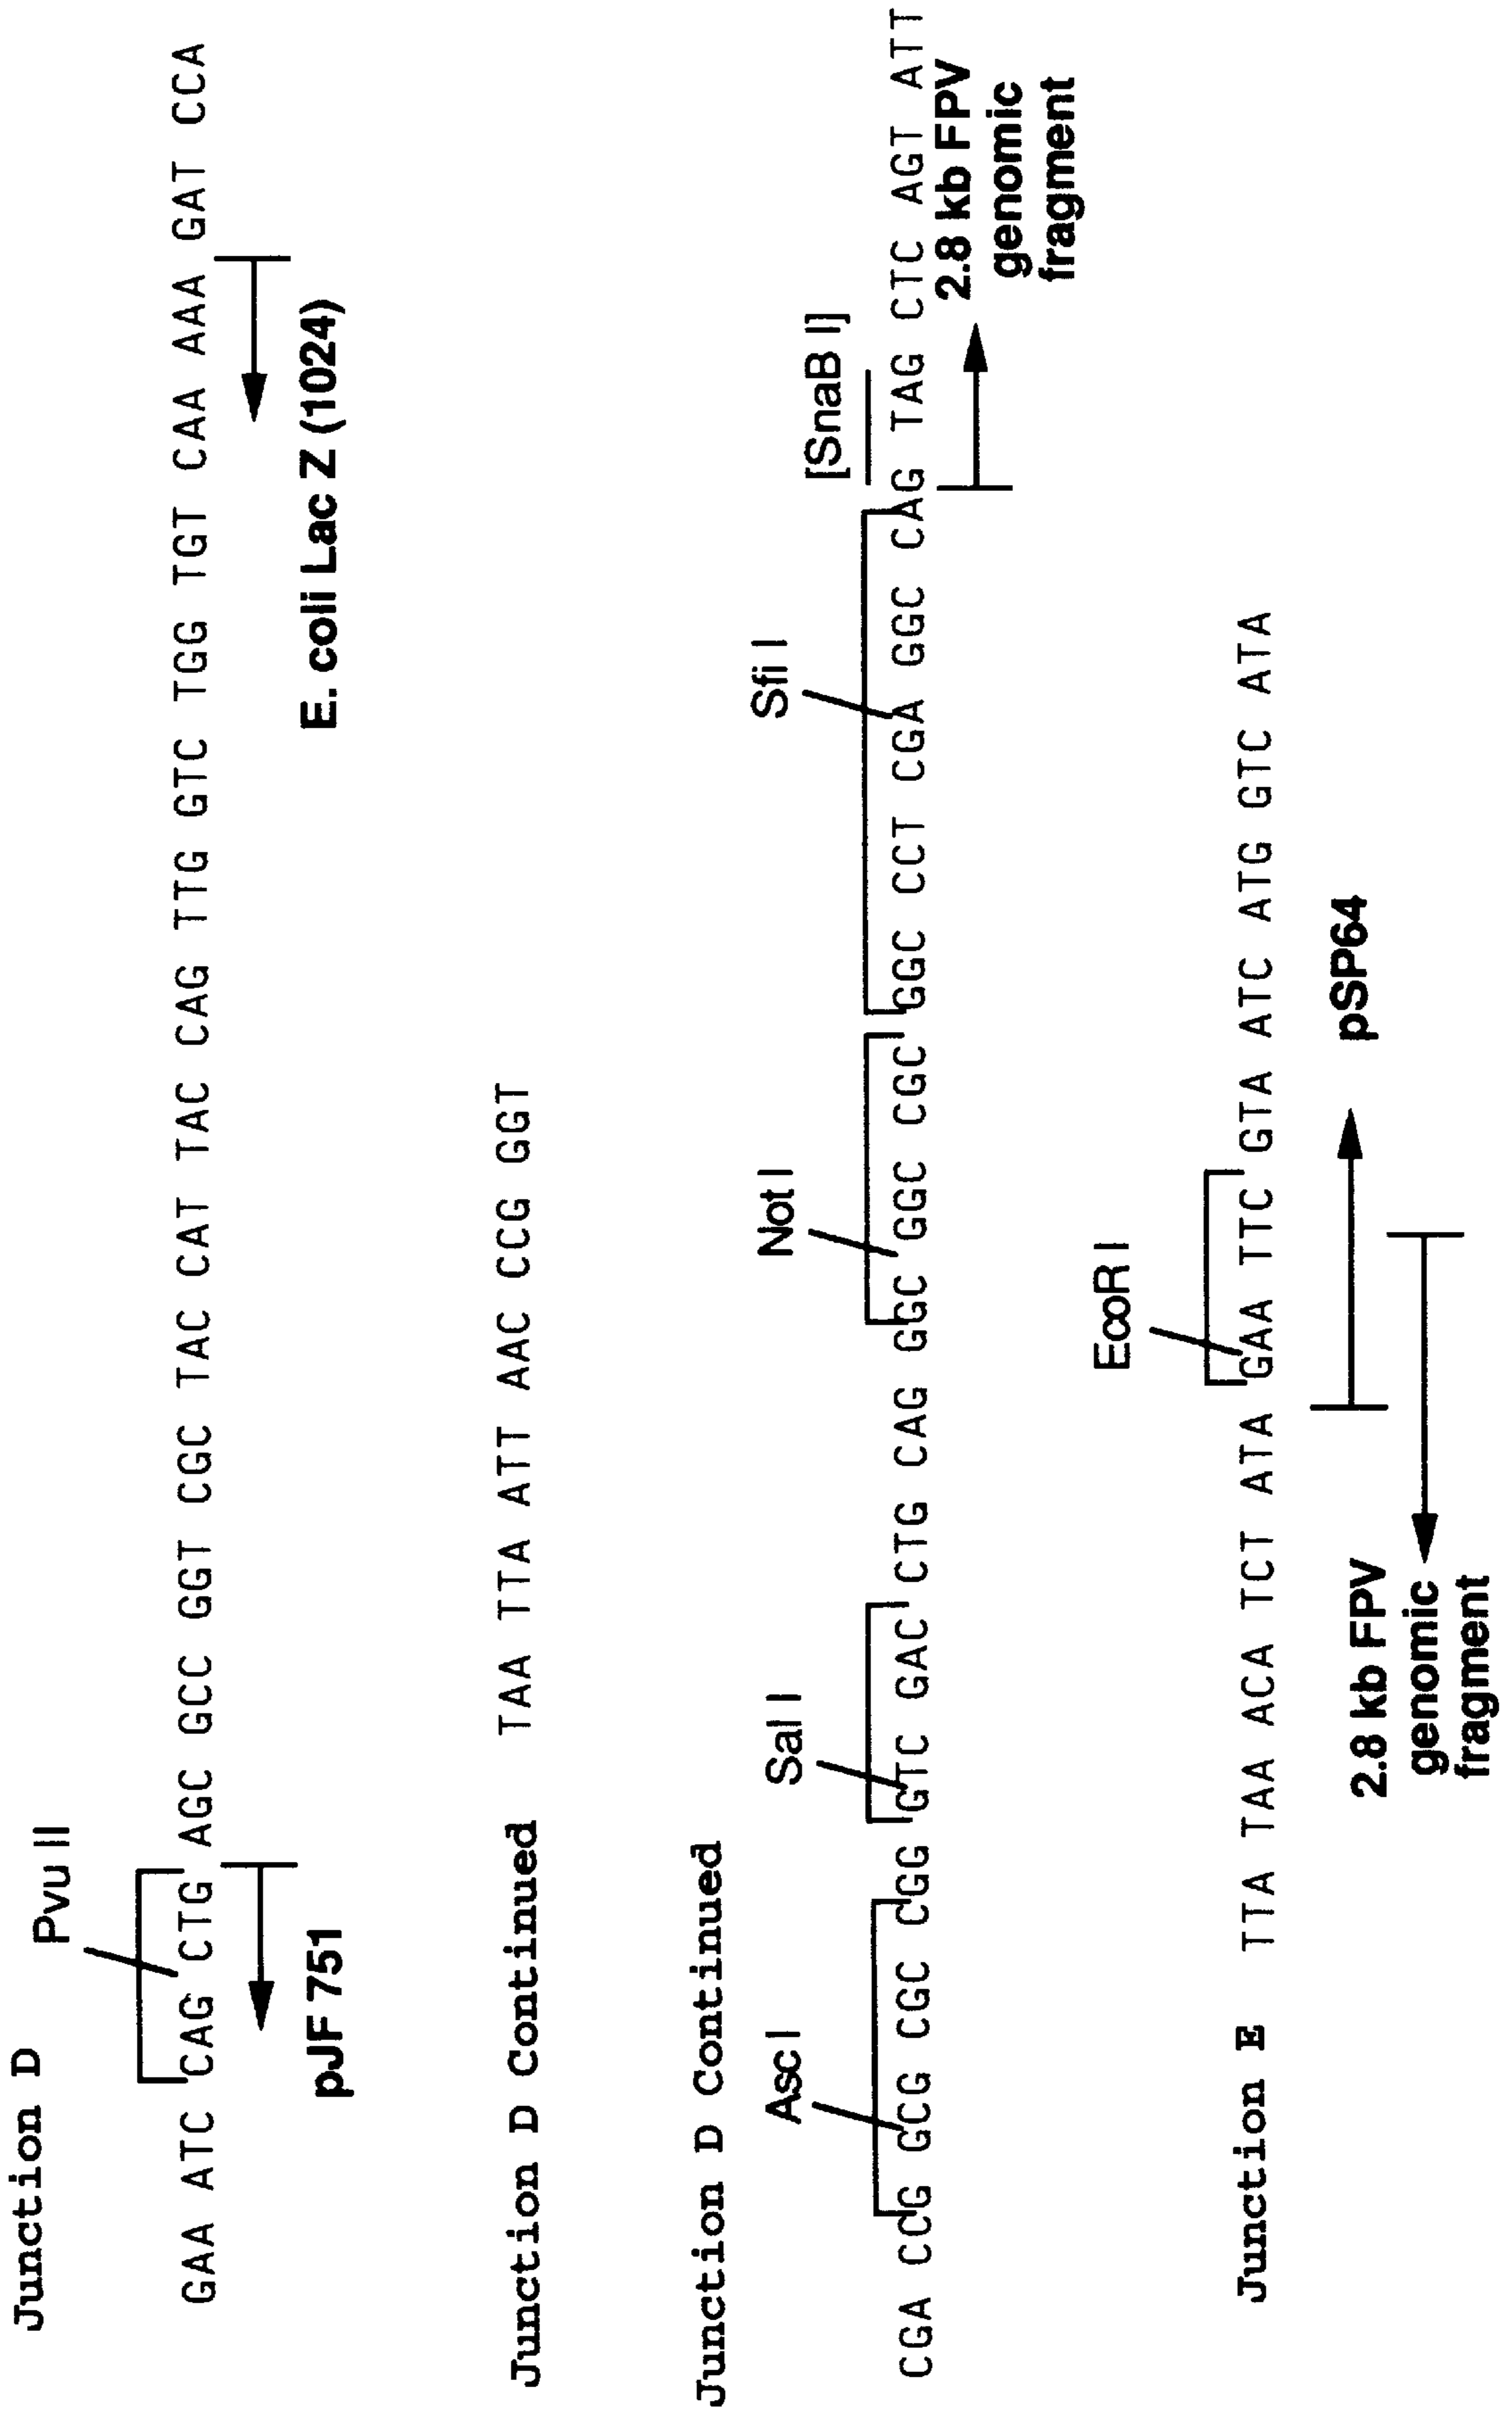 Junction D
Pvu II
GAA ATC CAG CTG AGC GCC GGT CGC TAC CAT TAC CAG TTG GTC TGG TGT CAA AAA GAT CCA
pJF 751
E. coli Lac Z (1024)
Junction D Continued TAA TTA ATT AAC CCG GGT
Junction D Continued
Asc I Sal I Not I Sfi I [SnaB I]
CGA CCG GCG CGC CGG GTC GAC CTG CAG GGC GGC CGC GGC CCT CGA GGC CAG TAG CTC AGT ATT
2.8 kb FPV
genomic
fragment
EcoR I
Junction E TTA TAA ACA TCT ATA GAA TTC GTA ATC ATG GTC ATA
pSP64
2.8 kb FPV
genomic
fragment